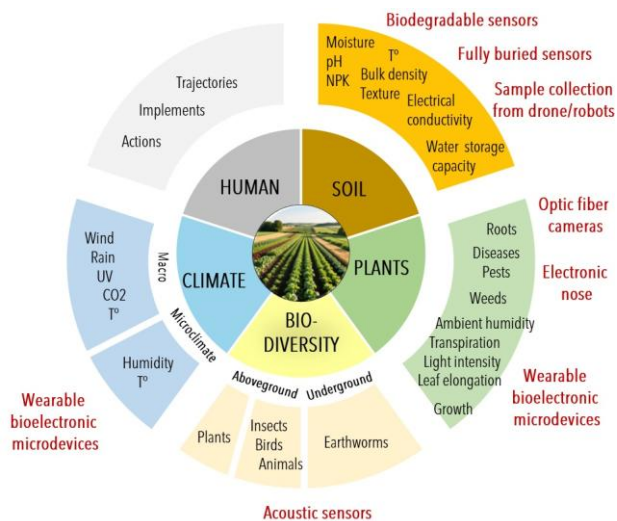 Biodegradable sensors
Fully buried sensors
Sample collection
from drone/robots
Moisture
pH
NPK
T°
Bulk density
Texture
Electrical
conductivity
Water storage
capacity
Trajectories
Implements
Actions
HUMAN
SOIL
PLANTS
BIO-
DIVERSITY
CLIMATE
Optic fiber
cameras
Electronic
nose
Wearable
bioelectronic
microdevices
Roots
Diseases
Pests
Weeds
Ambient humidity
Transpiration
Light intensity
Leaf elongation
Growth
Macro
Microclimate
Wind
Rain
UV
CO2
T°
Humidity
T°
Wearable
bioelectronic
microdevices
Aboveground
Underground
Plants
Insects
Birds
Animals
Earthworms
Acoustic sensors